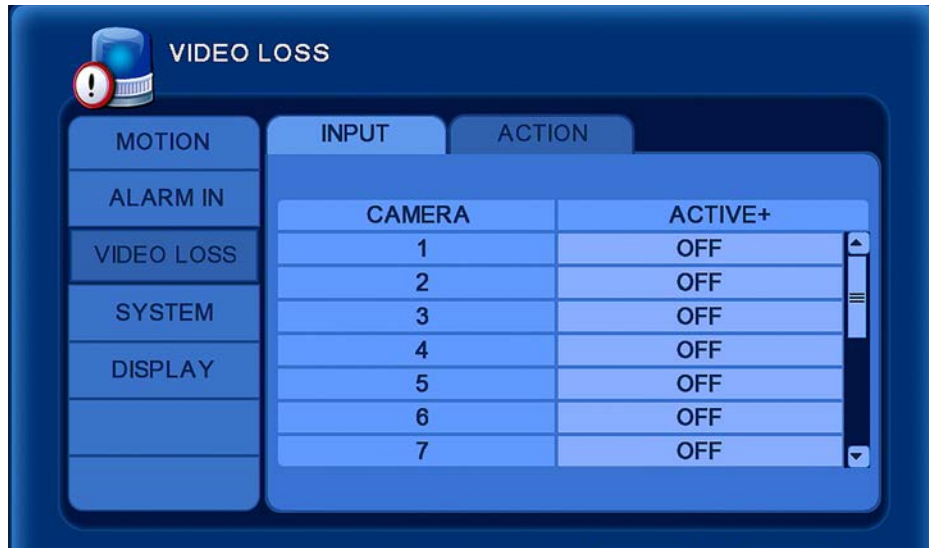 VIDEO LOSS
MOTION
ALARM IN
VIDEO LOSS
SYSTEM
DISPLAY
INPUT ACTION
CAMERA ACTIVE+
1 OFF
2 OFF
3 OFF
4 OFF
5 OFF
6 OFF
7 OFF